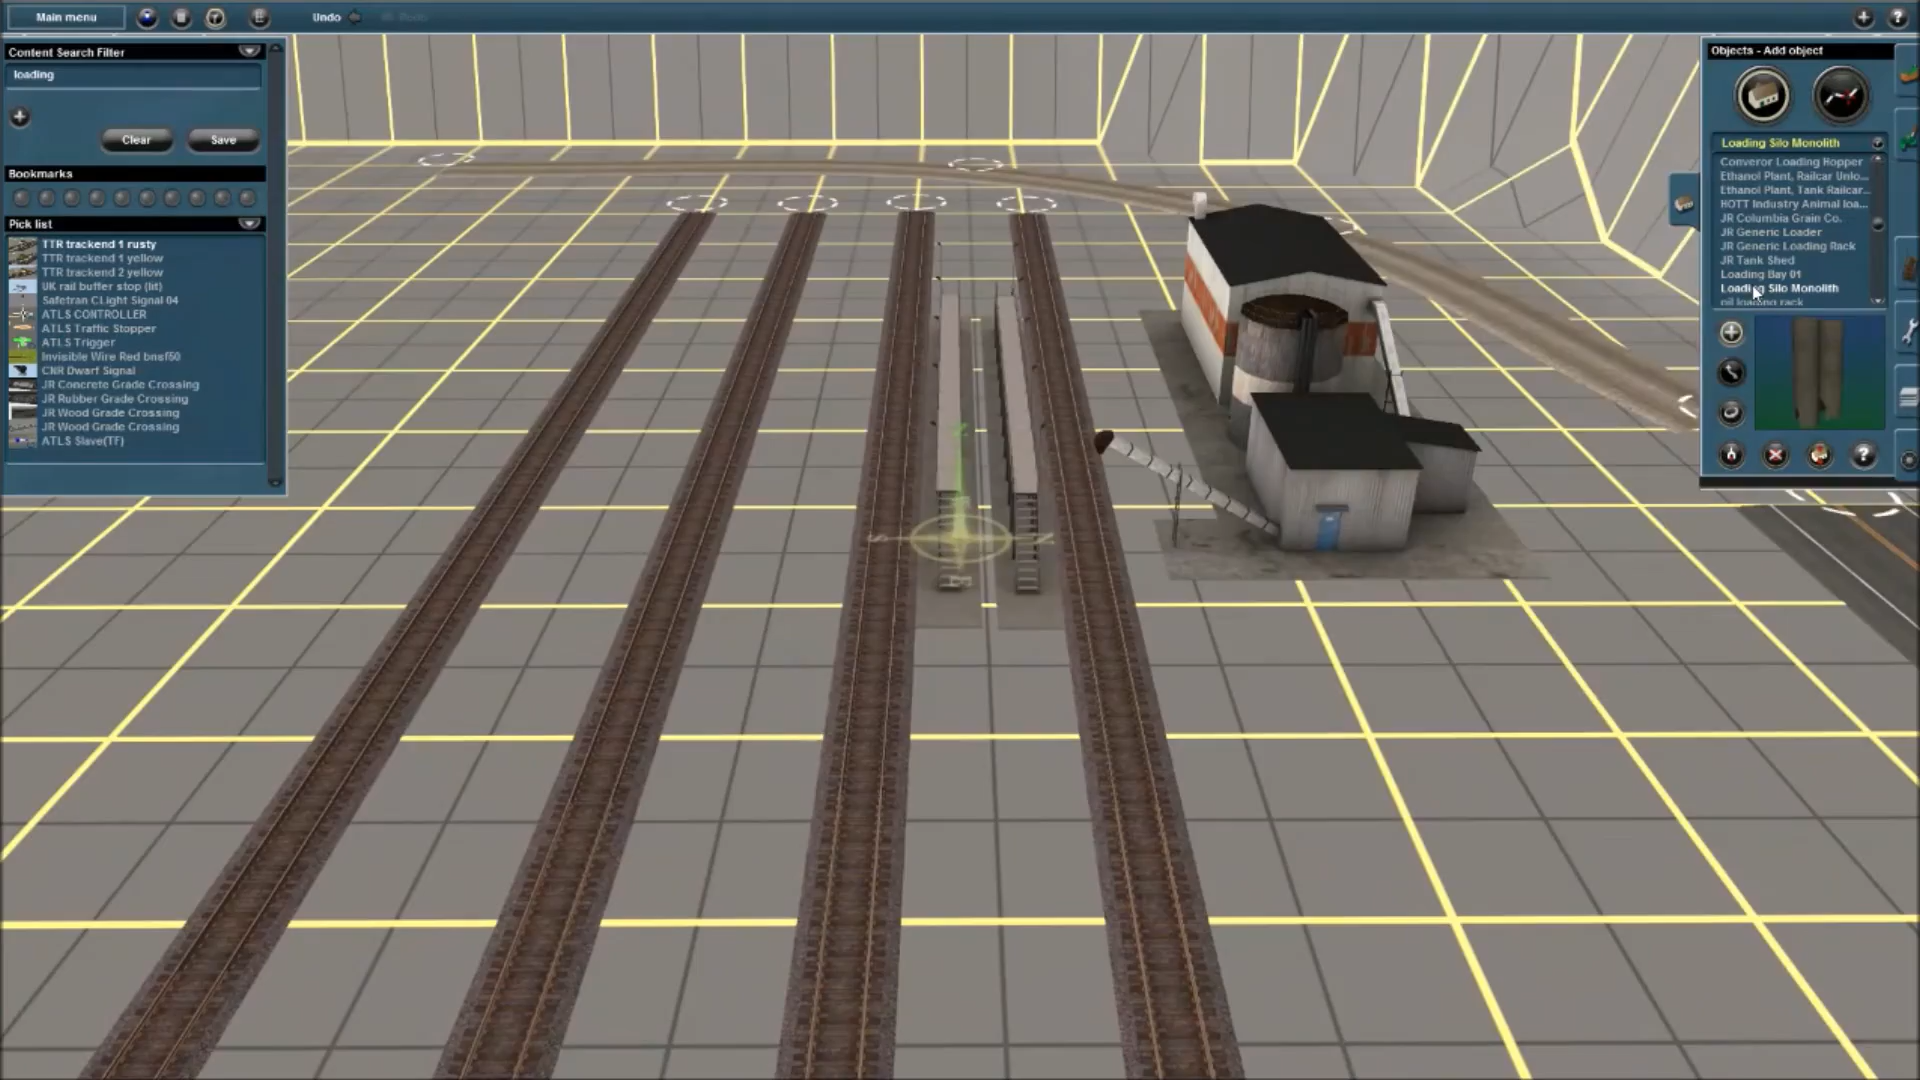 Main menu
Undo
Redo
Content Search Filter
loading
Clear
Save
Bookmarks
Pick list
TTR trackend 1 rusty
TTR trackend 1 yellow
TTR trackend 2 yellow
UK rail buffer stop (lit)
Safetran CLight Signal 04
ATLS CONTROLLER
ATLS Traffic Stopper
ATLS Trigger
Invisible Wire Red bnsf50
CNR Dwarf Signal
JR Concrete Grade Crossing
JR Rubber Grade Crossing
JR Wood Grade Crossing
JR Wood Grade Crossing
ATLS Slave(TF)
Objects - Add object
Loading Silo Monolith
Converor Loading Hopper
Ethanol Plant, Railcar Unlo...
Ethanol Plant, Tank Railcar...
HOTT Industry Animal loa...
JR Columbia Grain Co.
JR Generic Loader
JR Generic Loading Rack
JR Tank Shed
Loading Bay 01
Loading Silo Monolith
oil loading rack